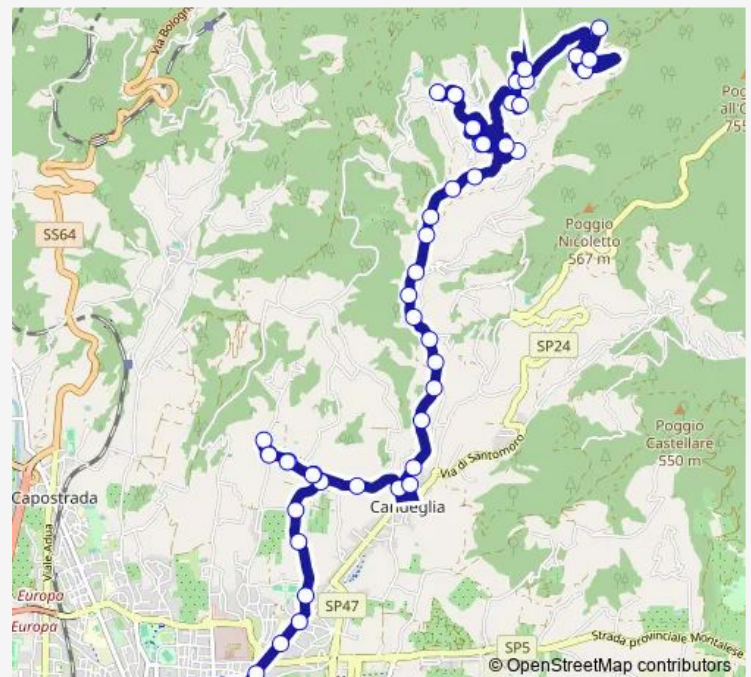 Via Bologna
all'
755
SS64
Poggio
Nicoletto
567 m
SP24
Poggio
Castellare
550 m
Via di Santomoro
Capostrada
Candeglia
Viale Adua
Europa
Europa
SP47
SP5
Strada provinciale Montalese
© OpenStreetMap contributors